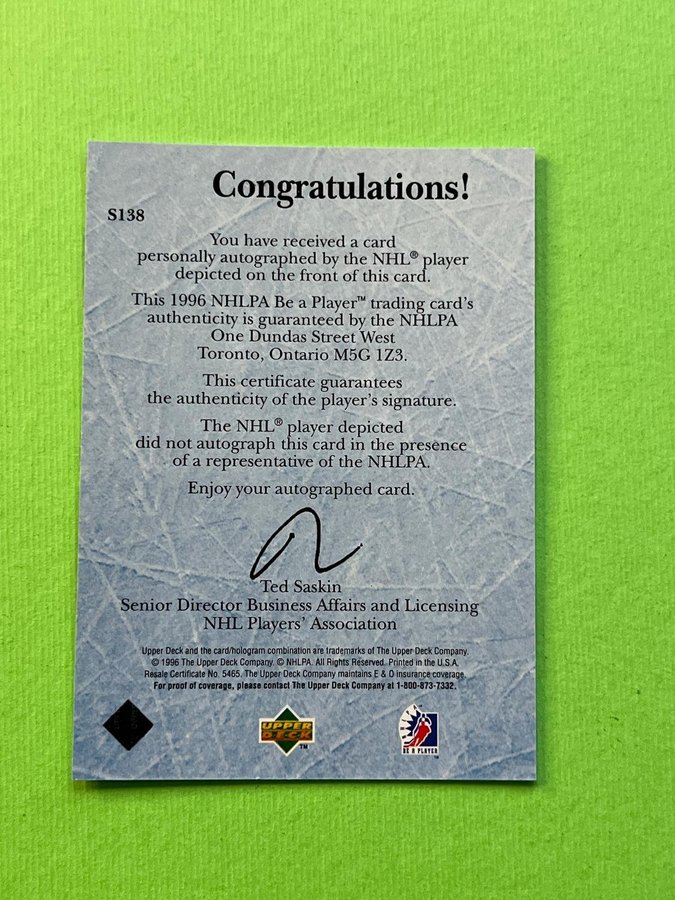 Congratulations!
S138
You have received a card
personally autographed by the NHL® player
depicted on the front of this card.
This 1996 NHLPA Be a Player™ trading card's
authenticity is guaranteed by the NHLPA
One Dundas Street West
Toronto, Ontario M5G 1Z3.
This certificate guarantees
the authenticity of the player's signature.
The NHL® player depicted
did not autograph this card in the presence
of a representative of the NHLPA.
Enjoy your autographed card.
Ted Saskin
Senior Director Business Affairs and Licensing
NHL Players' Association
Upper Deck and the card/hologram combination are trademarks of The Upper Deck Company.
© 1996 The Upper Deck Company. © NHLPA. All Rights Reserved. Printed in the U.S.A.
Resale Certificate No. 5465. The Upper Deck Company maintains E & O insurance coverage.
For proof of coverage, please contact The Upper Deck Company at 1-800-873-7332.
UPPER
DECK
™
BE A PLAYER
™